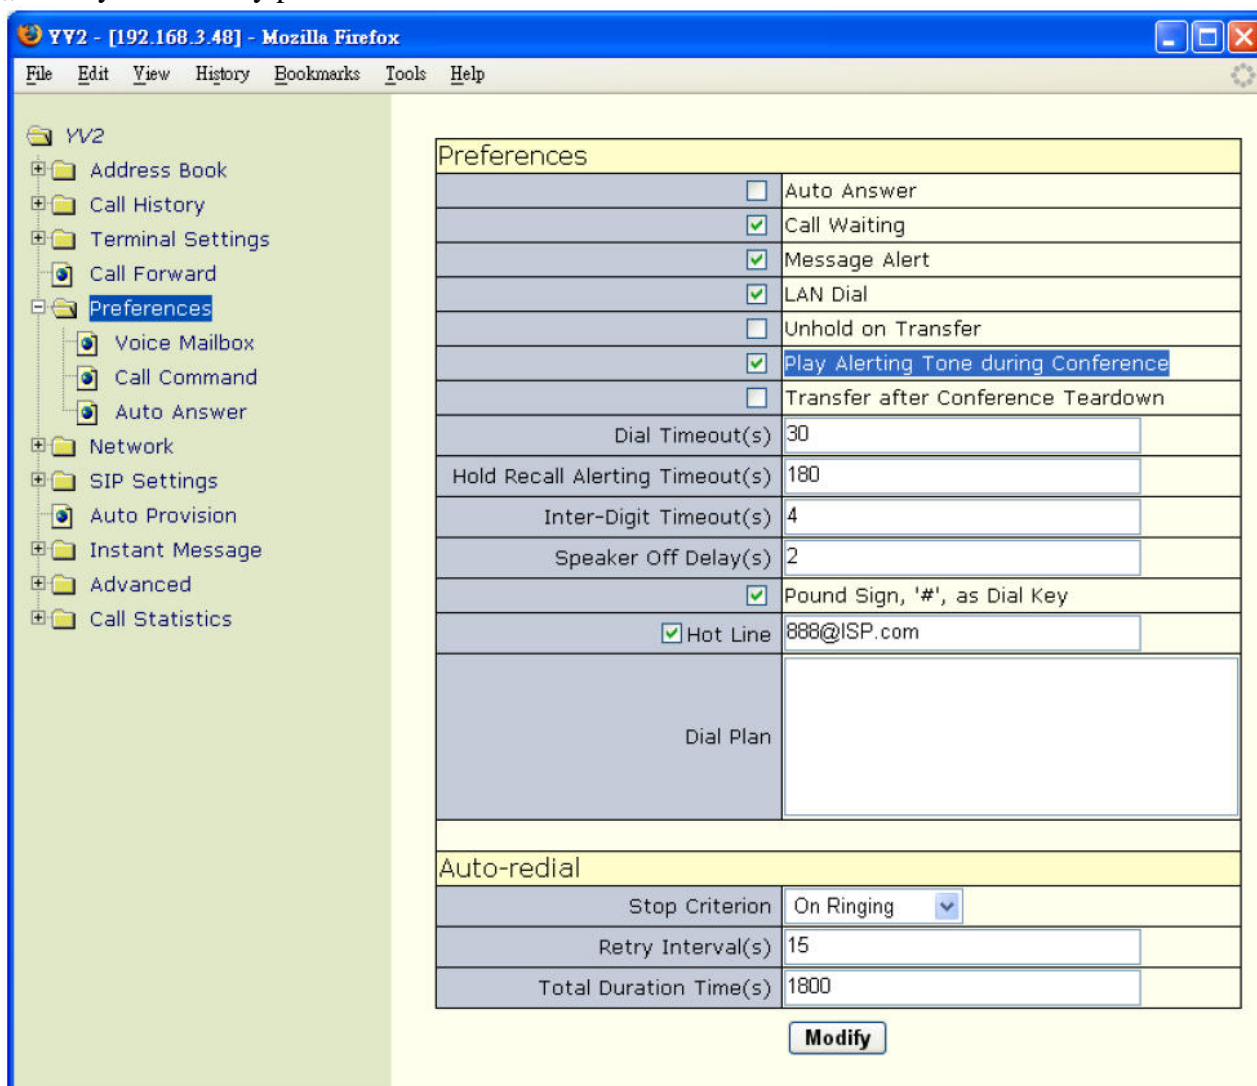 YV2 - [192.168.3.48] - Mozilla Firefox
File Edit View History Bookmarks Tools Help
YV2
Address Book
Call History
Terminal Settings
Call Forward
Preferences
Voice Mailbox
Call Command
Auto Answer
Network
SIP Settings
Auto Provision
Instant Message
Advanced
Call Statistics
Preferences
Auto Answer
Call Waiting
Message Alert
LAN Dial
Unhold on Transfer
Play Alerting Tone during Conference
Transfer after Conference Teardown
Dial Timeout(s) 30
Hold Recall Alerting Timeout(s) 180
Inter-Digit Timeout(s) 4
Speaker Off Delay(s) 2
Pound Sign, '#', as Dial Key
Hot Line 888@ISP.com
Dial Plan
Auto-redial
Stop Criterion On Ringing
Retry Interval(s) 15
Total Duration Time(s) 1800
Modify